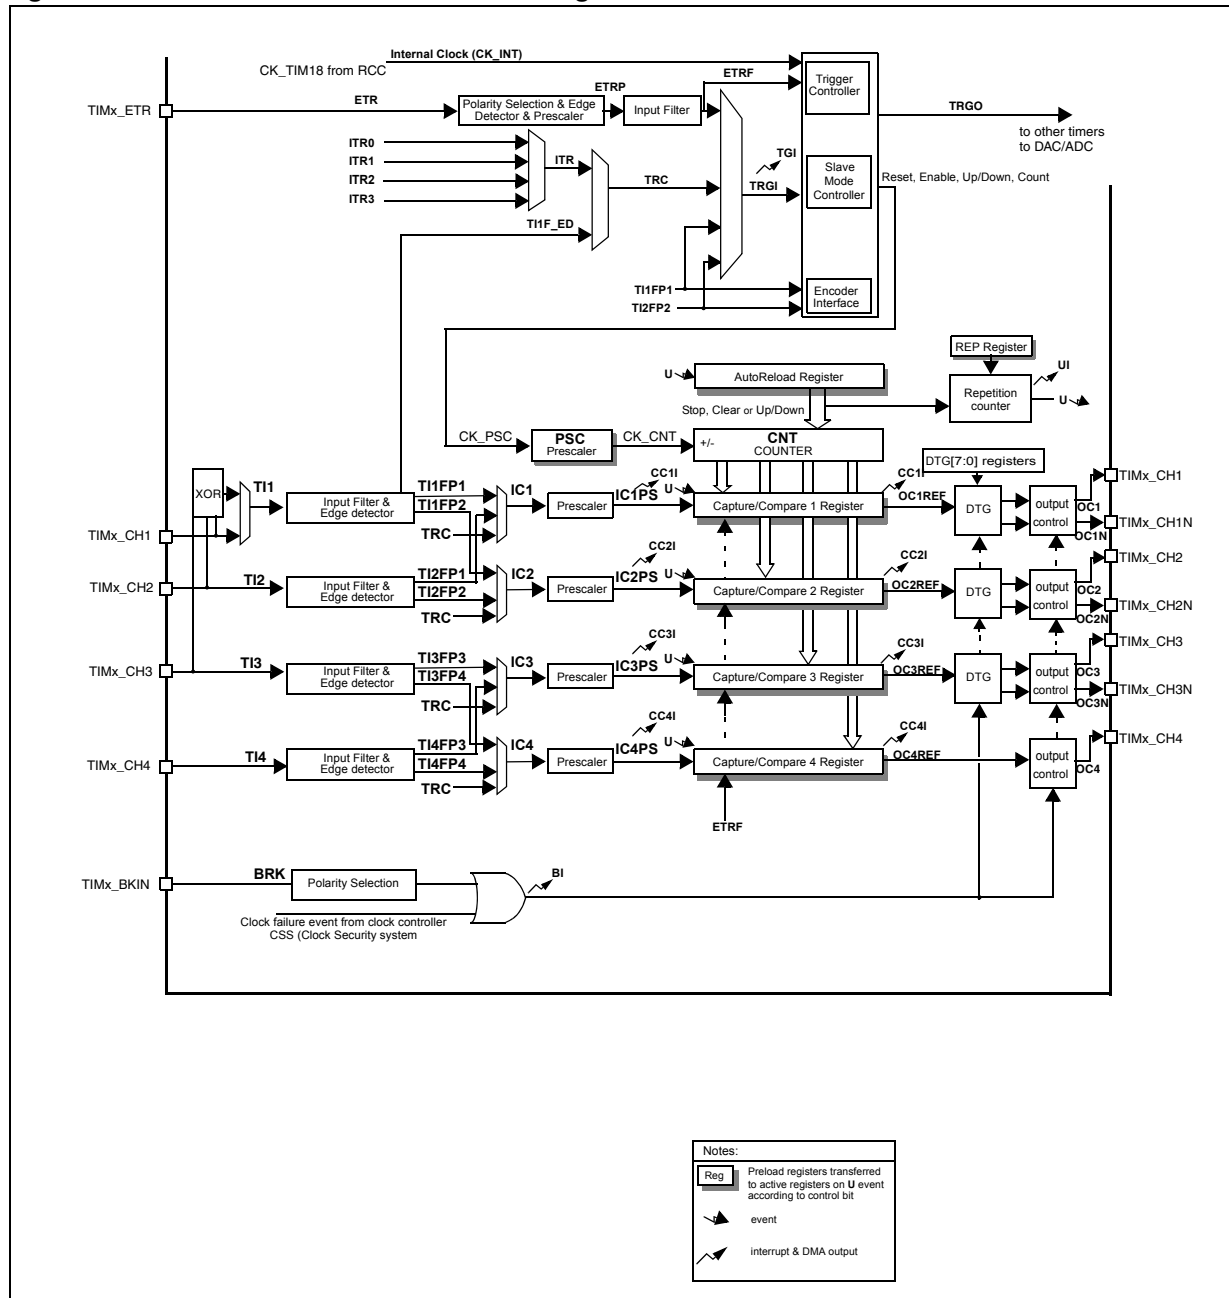 Internal Clock (CK_INT)
CK_TIM18 from RCC
TIMx_ETR
ETR
Polarity Selection & Edge
Detector & Prescaler
ETRP
Input Filter
ETRF
Trigger
Controller
TRGO
to other timers
to DAC/ADC
ITR0
ITR1
ITR2
ITR3
ITR
TRC
TGI
TRGI
Slave
Mode
Controller
Reset, Enable, Up/Down, Count
TI1F_ED
TI1FP1
TI2FP2
Encoder
Interface
REP Register
U
AutoReload Register
UI
Repetition
counter
U
Stop, Clear or Up/Down
CK_PSC
PSC
Prescaler
CK_CNT
+/-
CNT
COUNTER
DTG[7:0] registers
XOR
TI1
Input Filter &
Edge detector
TI1FP1
TI1FP2
TRC
IC1
Prescaler
IC1PS
CC1I
U
Capture/Compare 1 Register
CC1I
OC1REF
DTG
output
control
OC1
OC1N
TIMx_CH1
TIMx_CH1N
TIMx_CH1
TIMx_CH2
TI2
Input Filter &
Edge detector
TI2FP1
TI2FP2
TRC
IC2
Prescaler
IC2PS
CC2I
U
Capture/Compare 2 Register
CC2I
OC2REF
DTG
output
control
OC2
OC2N
TIMx_CH2
TIMx_CH2N
TIMx_CH3
TI3
Input Filter &
Edge detector
TI3FP3
TI3FP4
TRC
IC3
Prescaler
IC3PS
CC3I
U
Capture/Compare 3 Register
CC3I
OC3REF
DTG
output
control
OC3
OC3N
TIMx_CH3
TIMx_CH3N
TIMx_CH4
TI4
Input Filter &
Edge detector
TI4FP3
TI4FP4
TRC
IC4
Prescaler
IC4PS
CC4I
U
Capture/Compare 4 Register
CC4I
OC4REF
output
control
OC4
TIMx_CH4
ETRF
TIMx_BKIN
BRK
Polarity Selection
BI
Clock failure event from clock controller
CSS (Clock Security system
Notes:
Reg
Preload registers transferred
to active registers on U event
according to control bit
event
interrupt & DMA output